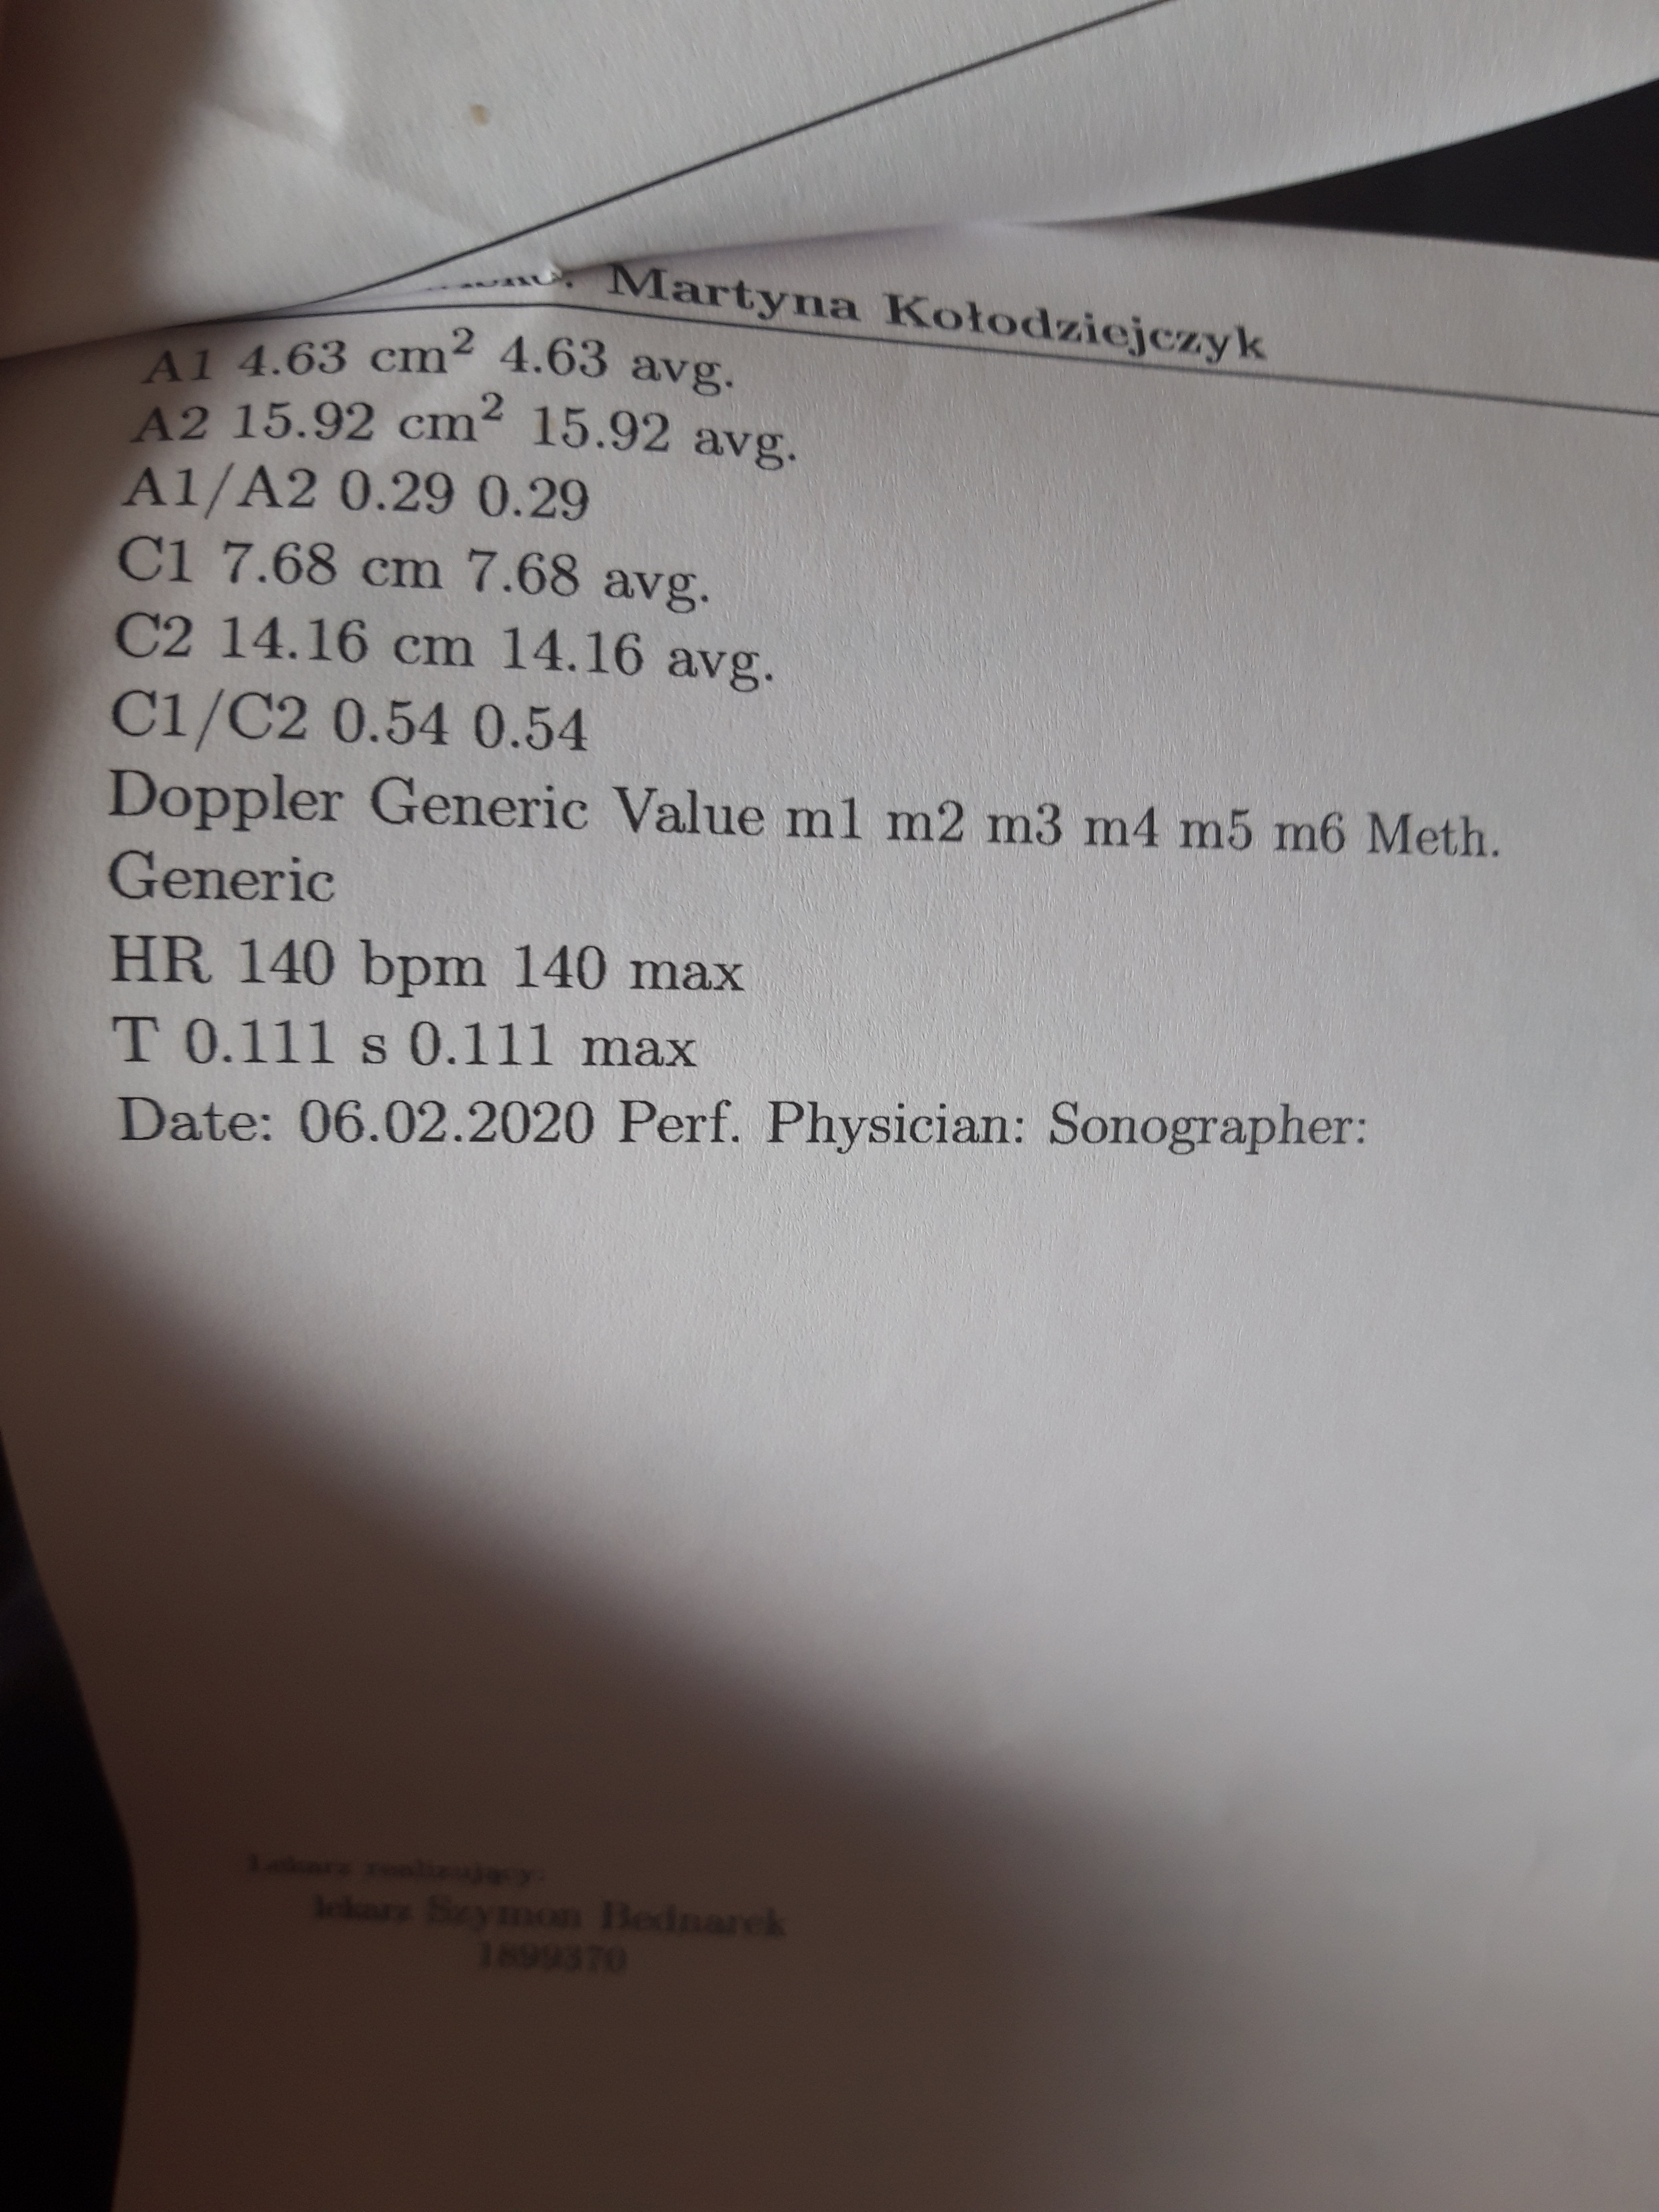 Martyna Kołodziejczyk
A1 4.63 cm² 4.63 avg.
A2 15.92 cm² 15.92 avg.
A1/A2 0.29 0.29
C1 7.68 cm 7.68 avg.
C2 14.16 cm 14.16 avg.
C1/C2 0.54 0.54
Doppler Generic Value m1 m2 m3 m4 m5 m6 Meth.
Generic
HR 140 bpm 140 max
T 0.111 s 0.111 max
Date: 06.02.2020 Perf. Physician: Sonographer:
Lekarz realizujący:
lekarz Szymon Bednarek
1899370